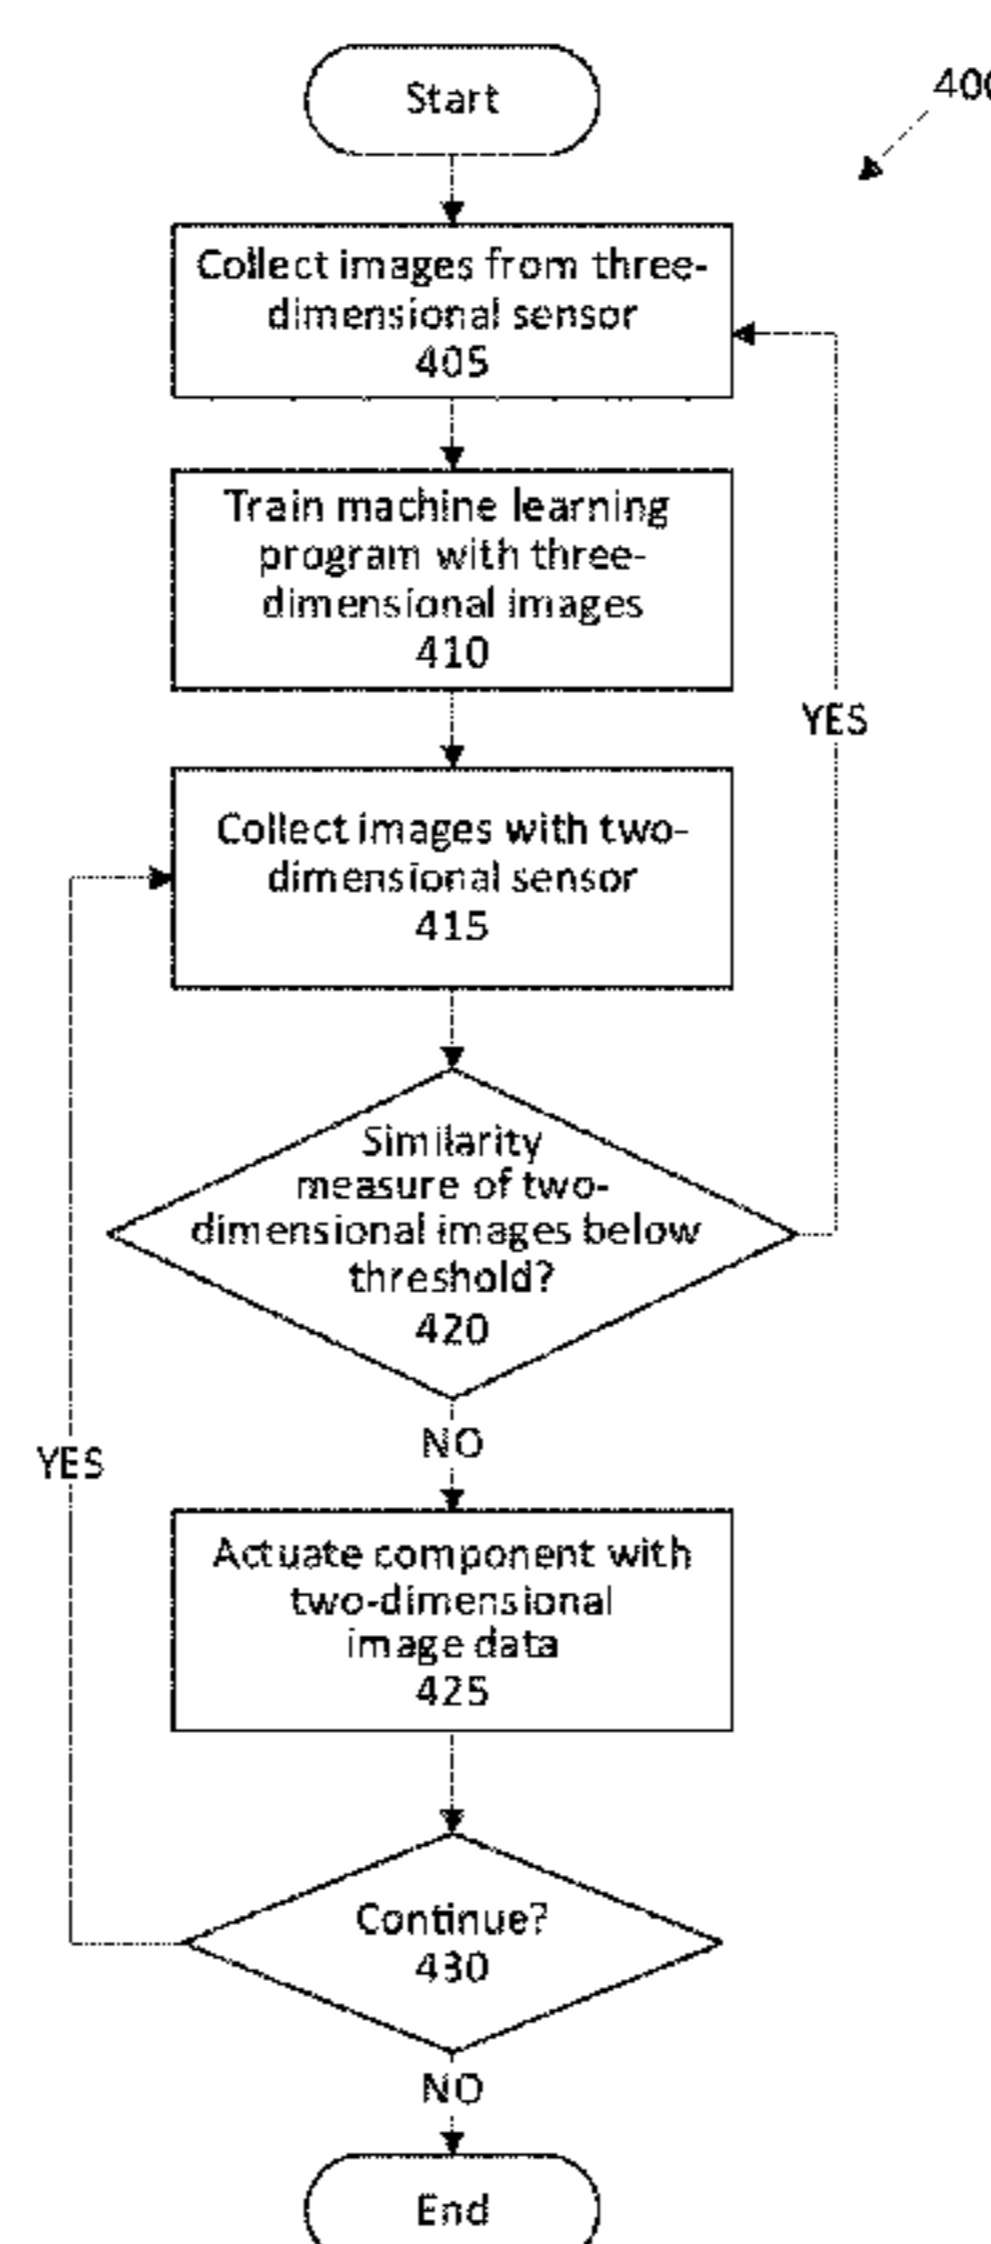 Start
400
Collect images from three-
dimensional sensor
405
Train machine learning
program with three-
dimensional images
410
YES
Collect images with two-
dimensional sensor
415
Similarity
measure of two-
dimensional images below
threshold?
420
NO
YES
Actuate component with
two-dimensional
image data
425
Continue?
430
NO
End